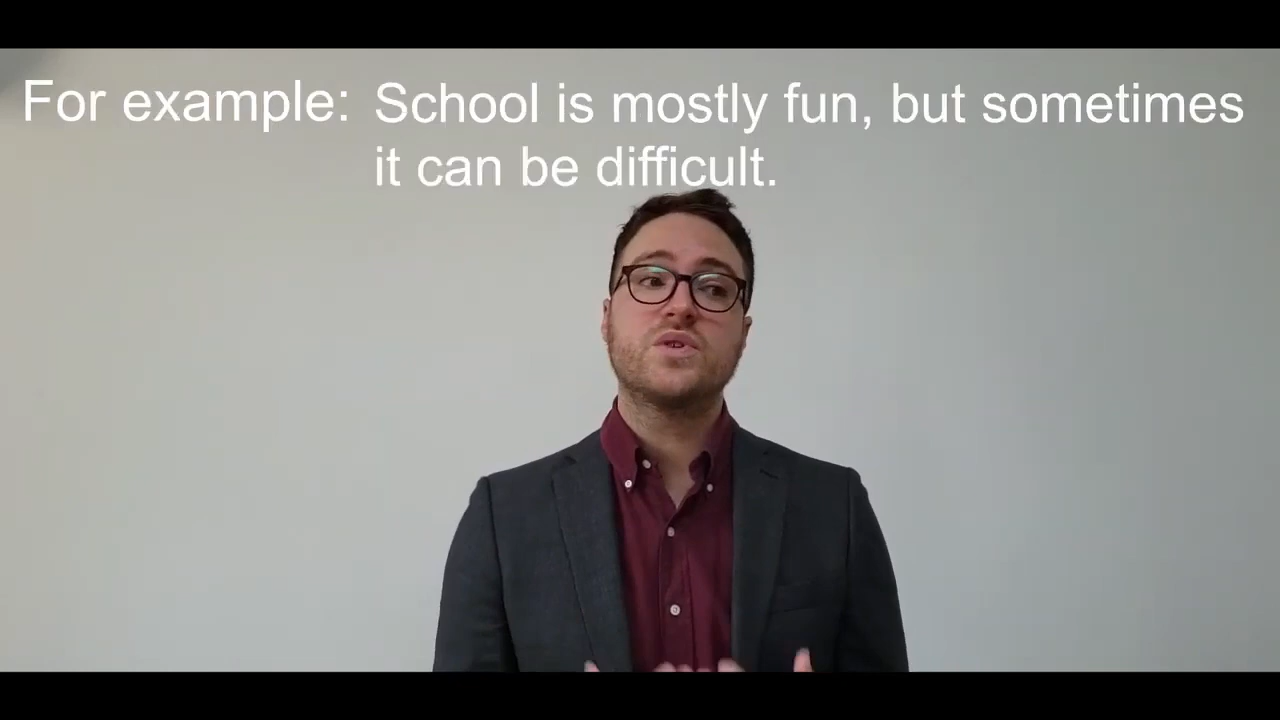 For example: School is mostly fun, but sometimes
it can be difficult.